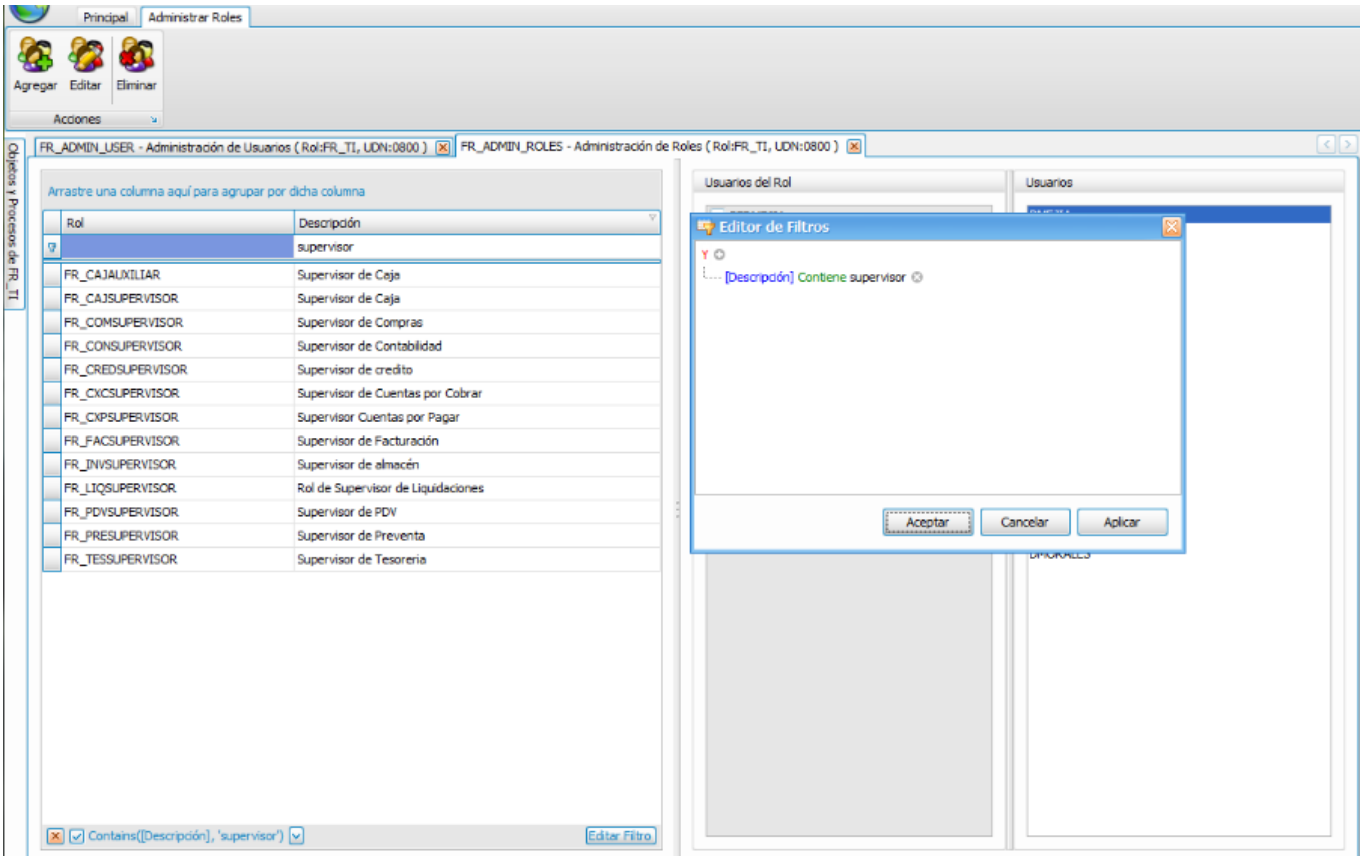 Principal Administrar Roles
Agregar Editar Eliminar
Acciones
Objetos y Procesos de FR_TI
FR_ADMIN_USER - Administración de Usuarios ( Rol:FR_TI, UDN:0800 ) FR_ADMIN_ROLES - Administración de Roles ( Rol:FR_TI, UDN:0800 )
Arrastre una columna aquí para agrupar por dicha columna
Rol Descripción
supervisor
FR_CAJAUXILIAR Supervisor de Caja
FR_CAJSUPERVISOR Supervisor de Caja
FR_COMSUPERVISOR Supervisor de Compras
FR_CONSUPERVISOR Supervisor de Contabilidad
FR_CREDSUPERVISOR Supervisor de credito
FR_CXCSUPERVISOR Supervisor de Cuentas por Cobrar
FR_CXPSUPERVISOR Supervisor Cuentas por Pagar
FR_FACSUPERVISOR Supervisor de Facturación
FR_INVSUPERVISOR Supervisor de almacén
FR_LIQSUPERVISOR Rol de Supervisor de Liquidaciones
FR_PDVSUPERVISOR Supervisor de PDV
FR_PRESUPERVISOR Supervisor de Preventa
FR_TESSUPERVISOR Supervisor de Tesoreria
Contains([Descripción], 'supervisor') Editar Filtro
Usuarios del Rol Usuarios
Editor de Filtros
Y
[Descripción] Contiene supervisor
Aceptar Cancelar Aplicar
DMORALES